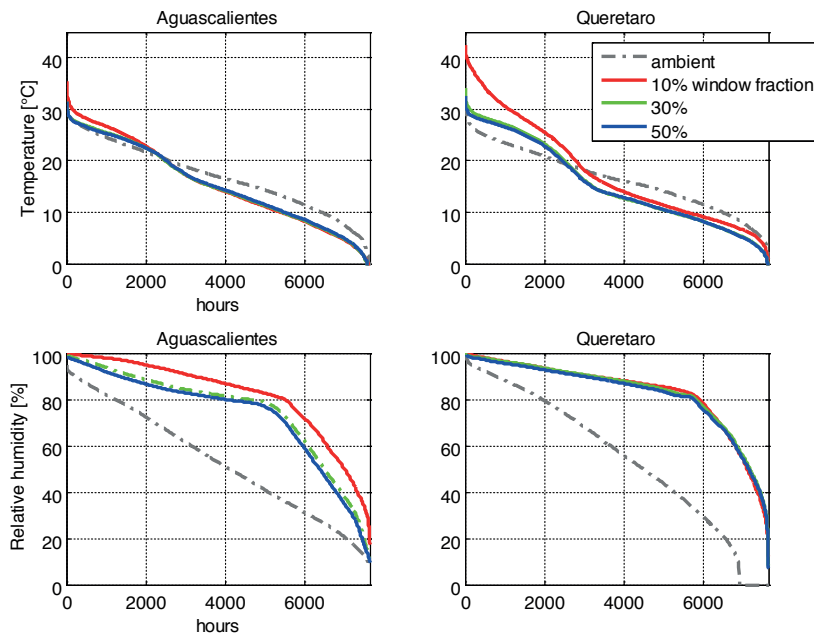 Aguascalientes
Queretaro
Temperature [°C]
40
30
20
10
0
0 2000 4000 6000
hours
40
30
20
10
0
0 2000 4000 6000
ambient
10% window fraction
30%
50%
Aguascalientes
Queretaro
Relative humidity [%]
100
80
60
40
20
0
0 2000 4000 6000
hours
100
80
60
40
20
0
0 2000 4000 6000